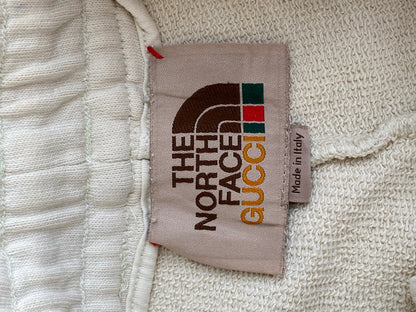 THE
NORTH
FACE
GUCCI
Made in Italy